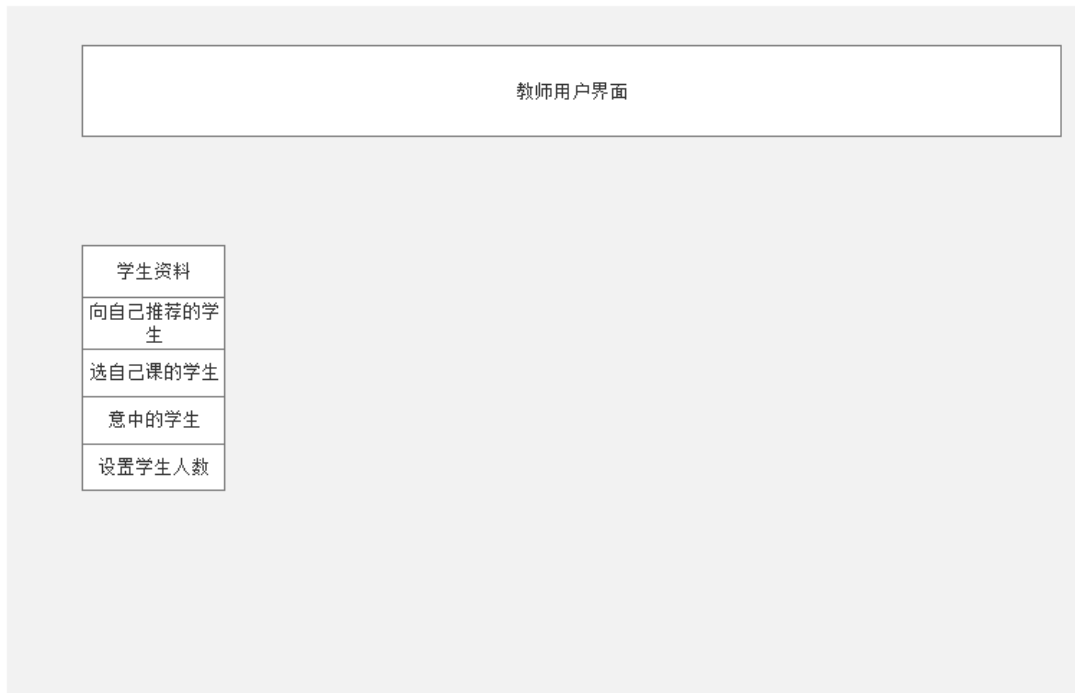 教师用户界面
学生资料
向自己推荐的学
生
选自己课的学生
意中的学生
设置学生人数